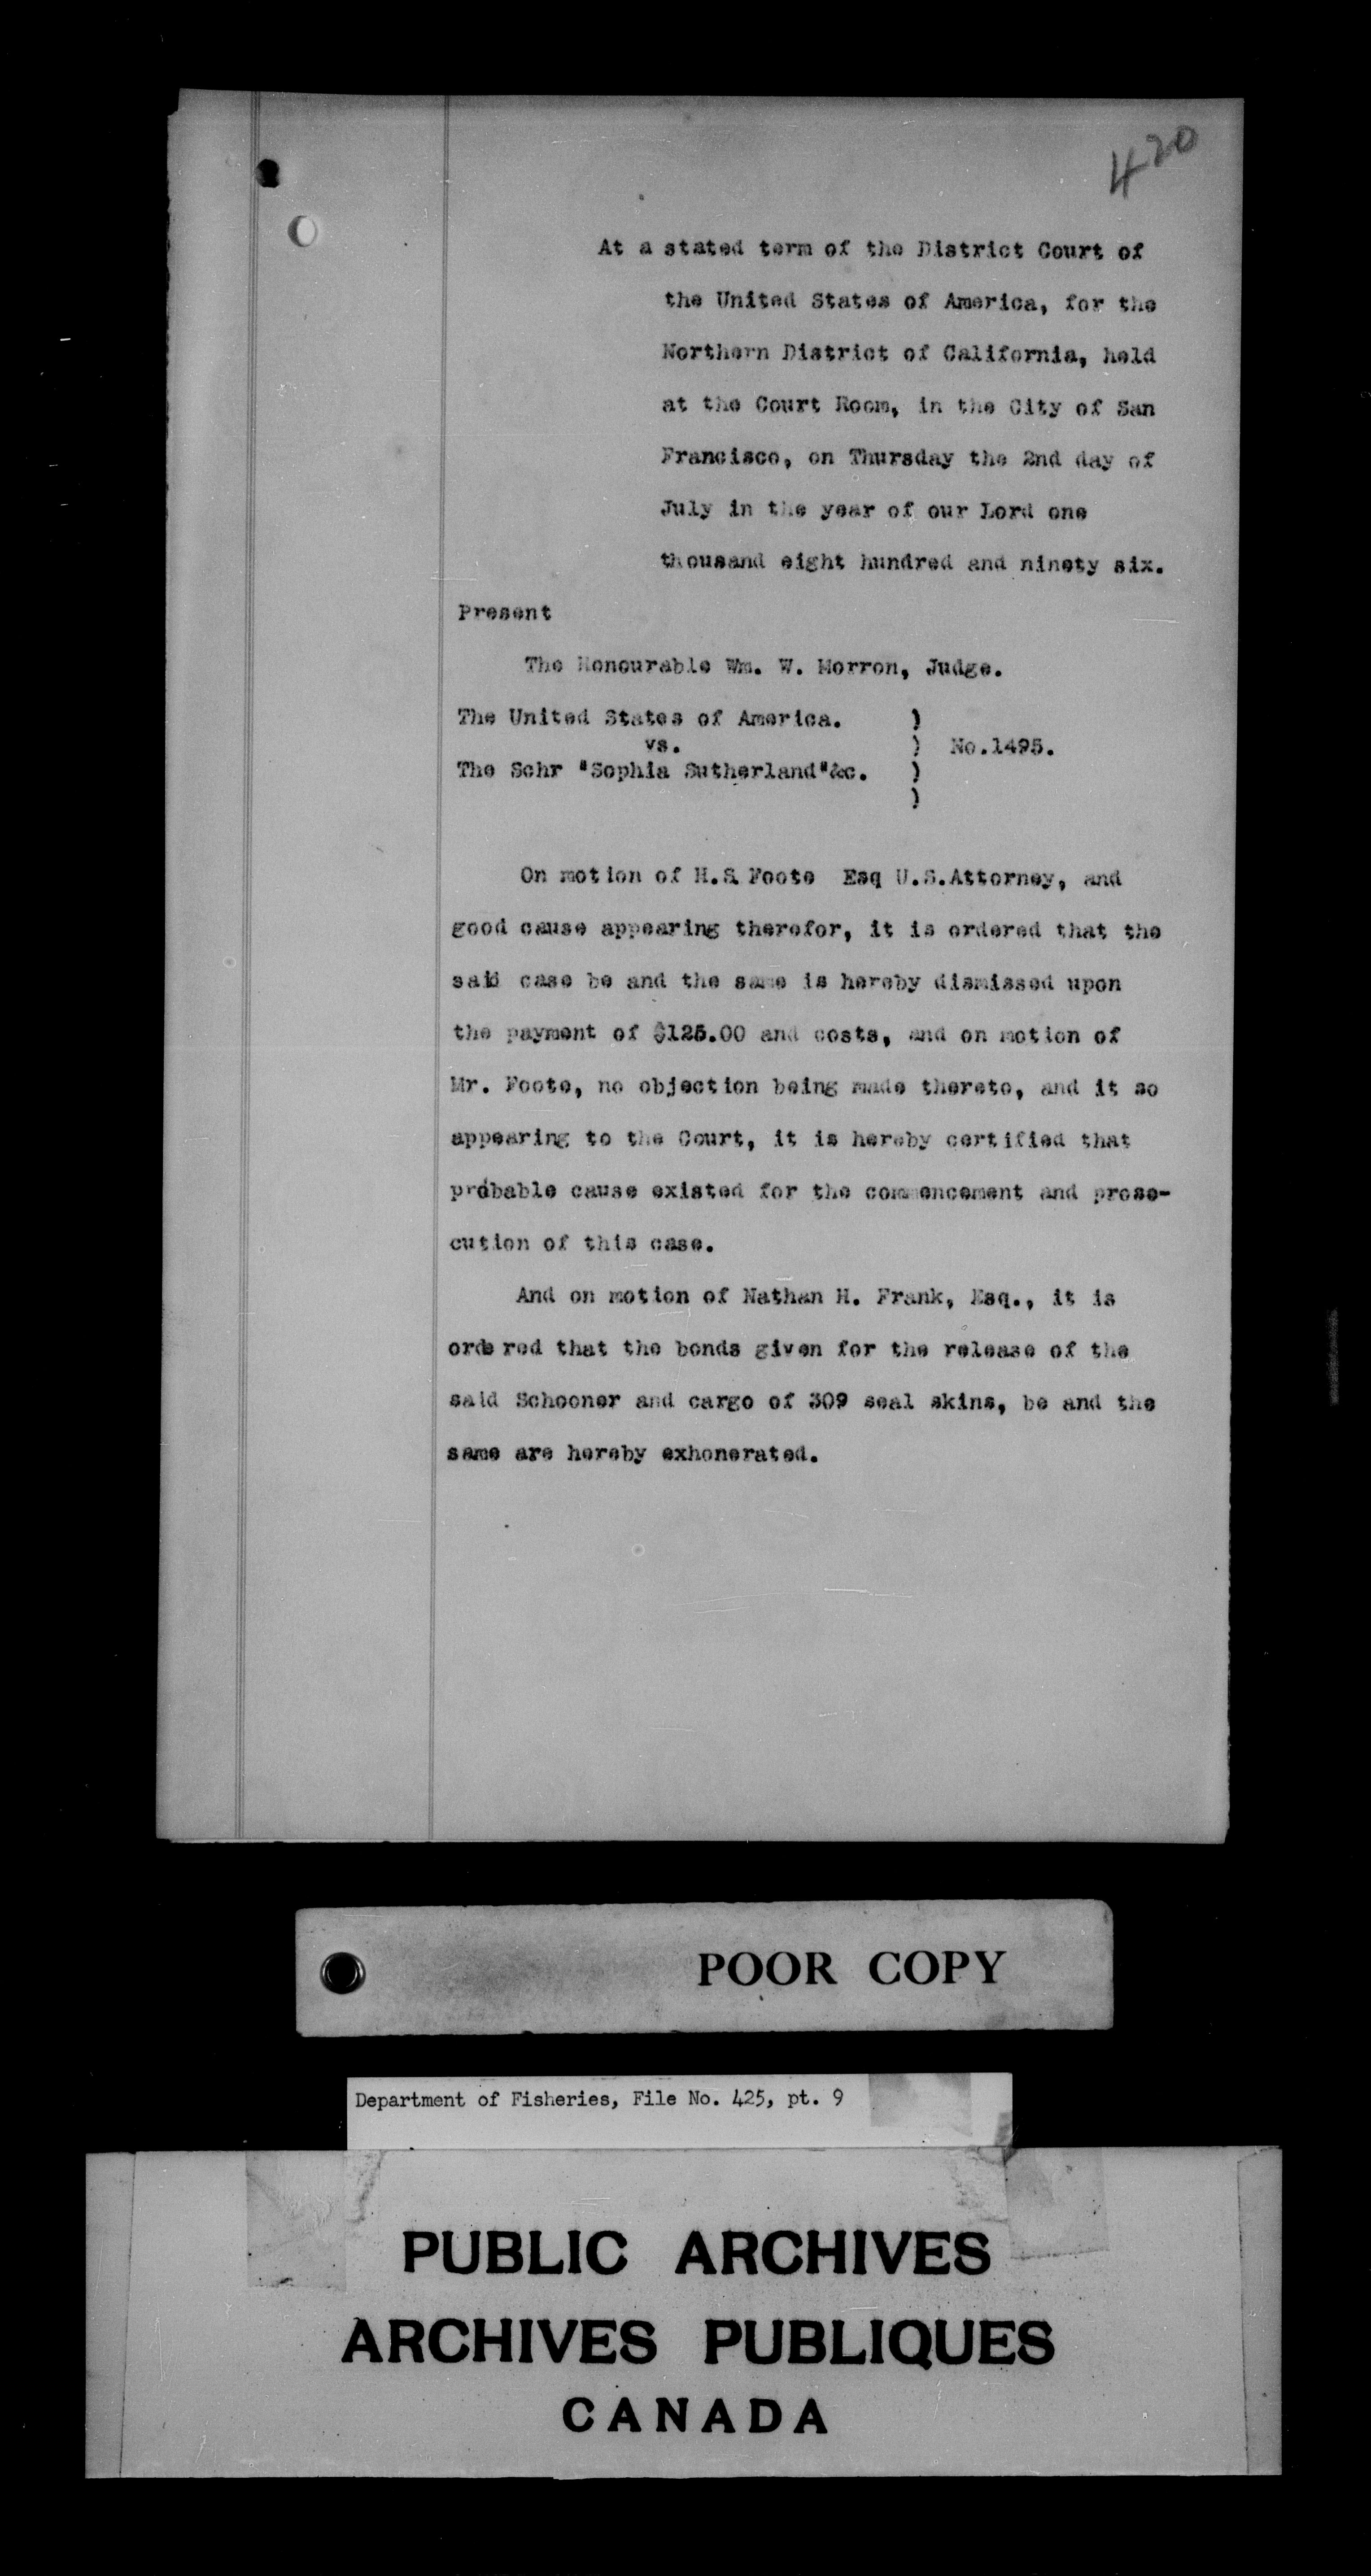 420
At a stated term of the District Court of
the United States of America, for the
Northern District of California, held
at the Court Room, in the City of San
Francisco, on Thursday the 2nd day of
July in the year of our Lord one
thousand eight hundred and ninety six.
Present
The Honourable Wm. W. Morron, Judge.
The United States of America. )
vs. ) No.1495.
The Schr "Sophia Sutherland"&c. )
)
On motion of H.S. Foote Esq U.S.Attorney, and
good cause appearing therefor, it is ordered that the
said case be and the same is hereby dismissed upon
the payment of $125.00 and costs, and on motion of
Mr. Foote, no objection being made thereto, and it so
appearing to the Court, it is hereby certified that
probable cause existed for the commencement and prose-
cution of this case.
And on motion of Nathan H. Frank, Esq., it is
ordered that the bonds given for the release of the
said Schooner and cargo of 309 seal skins, be and the
same are hereby exhonerated.
POOR COPY
Department of Fisheries, File No. 425, pt. 9
PUBLIC ARCHIVES
ARCHIVES PUBLIQUES
CANADA